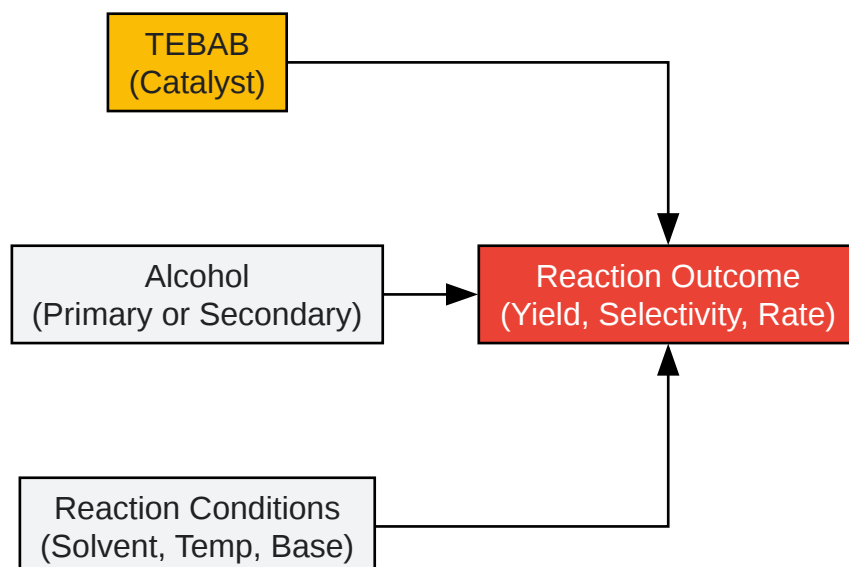 TEBAB
(Catalyst)
Alcohol
(Primary or Secondary)
Reaction Outcome
(Yield, Selectivity, Rate)
Reaction Conditions
(Solvent, Temp, Base)